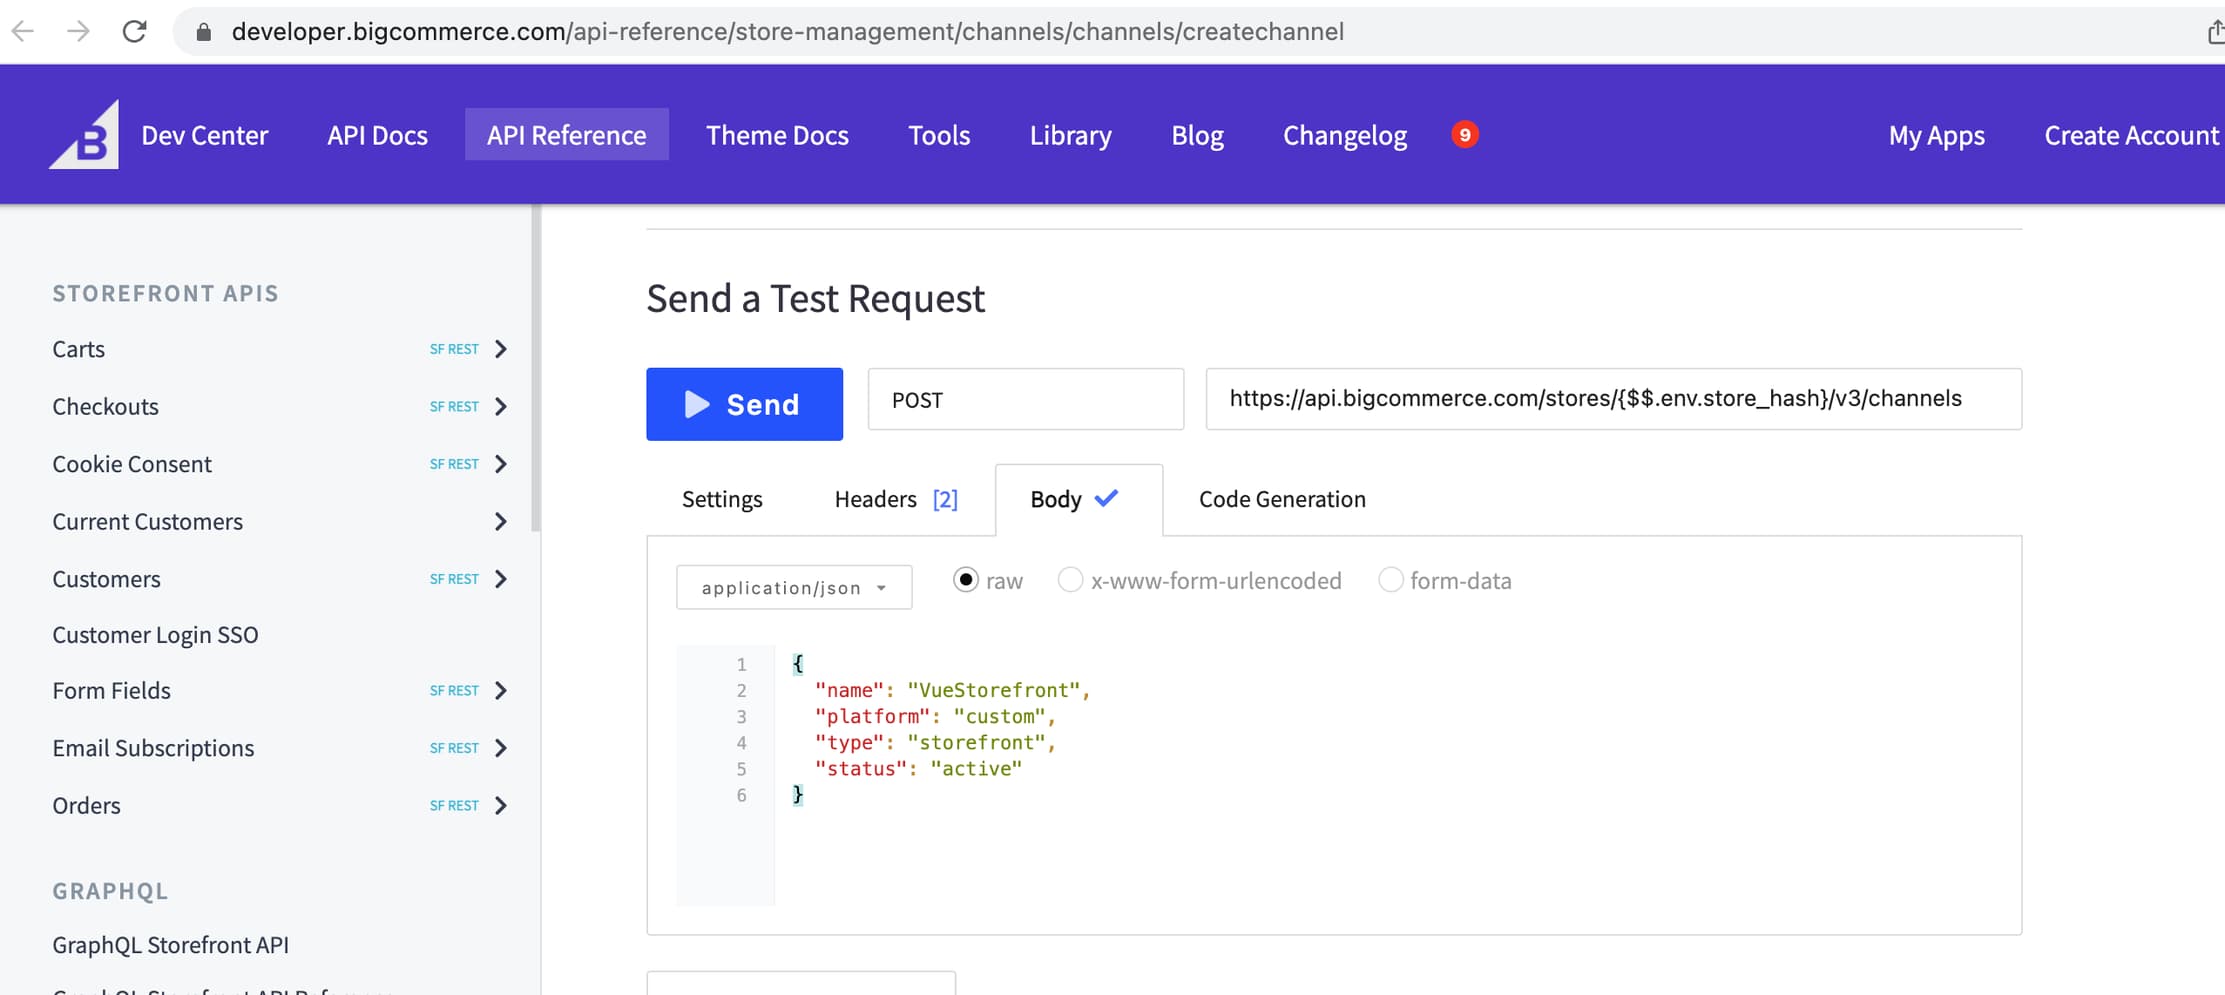 developer.bigcommerce.com/api-reference/store-management/channels/channels/createchannel
B Dev Center API Docs API Reference Theme Docs Tools Library Blog Changelog 9 My Apps Create Account
STOREFRONT APIS
Carts SF REST
Checkouts SF REST
Cookie Consent SF REST
Current Customers
Customers SF REST
Customer Login SSO
Form Fields SF REST
Email Subscriptions SF REST
Orders SF REST
GRAPHQL
GraphQL Storefront API
Send a Test Request
Send POST https://api.bigcommerce.com/stores/{$$.env.store_hash}/v3/channels
Settings Headers [2] Body Code Generation
application/json raw x-www-form-urlencoded form-data
1 {
2 "name": "VueStorefront",
3 "platform": "custom",
4 "type": "storefront",
5 "status": "active"
6 }